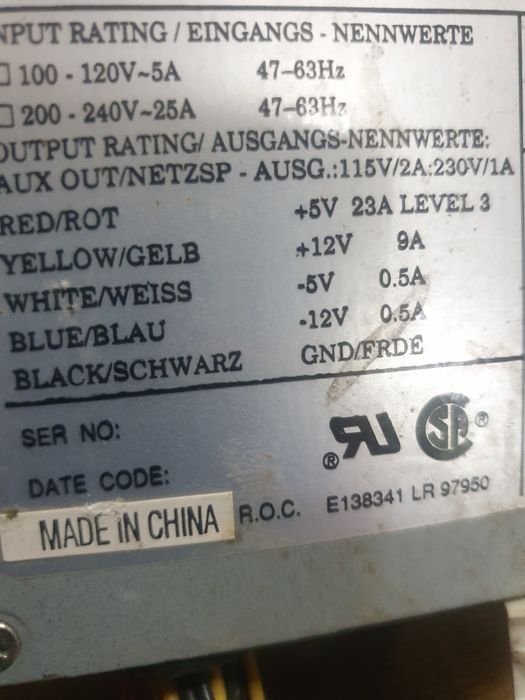 INPUT RATING / EINGANGS - NENNWERTE
100 - 120V~5A 47-63Hz
200 - 240V~25A 47-63Hz
OUTPUT RATING/ AUSGANGS-NENNWERTE:
AUX OUT/NETZSP - AUSG.:115V/2A:230V/1A
RED/ROT +5V 23A LEVEL 3
YELLOW/GELB +12V 9A
WHITE/WEISS -5V 0.5A
BLUE/BLAU -12V 0.5A
BLACK/SCHWARZ GND/FRDE
SER NO:
DATE CODE:
MADE IN CHINA R.O.C. E138341 LR 97950